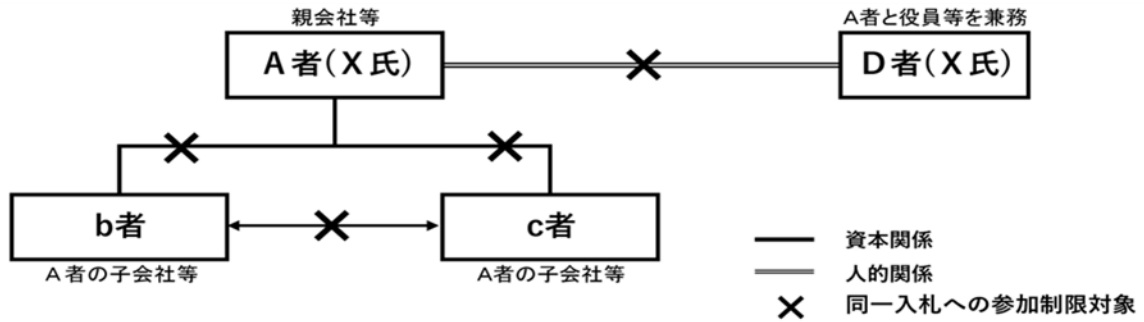 親会社等
A者と役員等を兼務
A者(X氏)
D者(X氏)
b者
c者
A者の子会社等
A者の子会社等
資本関係
人的関係
同一入札への参加制限対象